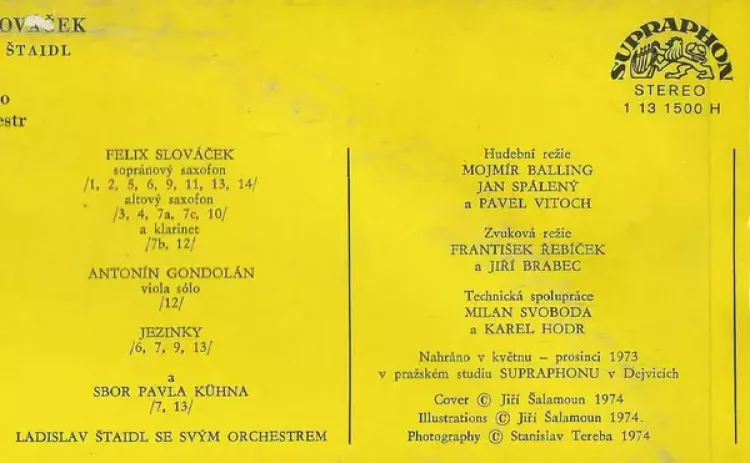 OVAČEK
ŠTAIDL
o
estr
SUPRAPHON
STEREO
1 13 1500 H
FELIX SLOVÁČEK
sopránový saxofon
/1, 2, 5, 6, 9, 11, 13, 14/
altový saxofon
/3, 4, 7a, 7c, 10/
a klarinet
/7b, 12/
ANTONÍN GONDOLÁN
viola sólo
/12/
JEZINKY
/6, 7, 9, 13/
a
SBOR PAVLA KÜHNA
/7, 13/
LADISLAV ŠTAIDL SE SVÝM ORCHESTREM
Hudební režie
MOJMÍR BALLING
JAN SPÁLENÝ
a PAVEL VITOCH
Zvuková režie
FRANTIŠEK ŘEBÍČEK
a JIŘÍ BRABEC
Technická spolupráce
MILAN SVOBODA
a KAREL HODR
Nahráno v květnu – prosinci 1973
v pražském studiu SUPRAPHONU v Dejvicích
Cover © Jiří Šalamoun 1974
Illustrations © Jiří Šalamoun 1974.
Photography © Stanislav Tereba 1974